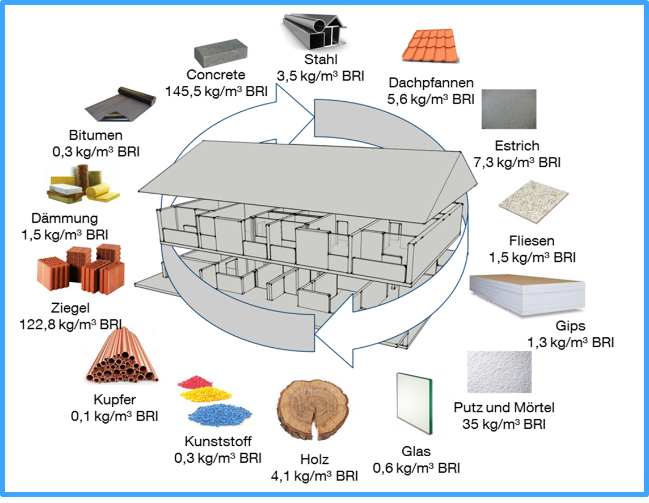 Stahl
3,5 kg/m³ BRI
Dachpfannen
5,6 kg/m³ BRI
Estrich
7,3 kg/m³ BRI
Fliesen
1,5 kg/m³ BRI
Gips
1,3 kg/m³ BRI
Putz und Mörtel
35 kg/m³ BRI
Glas
0,6 kg/m³ BRI
Holz
4,1 kg/m³ BRI
Kunststoff
0,3 kg/m³ BRI
Kupfer
0,1 kg/m³ BRI
Ziegel
122,8 kg/m³ BRI
Dämmung
1,5 kg/m³ BRI
Bitumen
0,3 kg/m³ BRI
Concrete
145,5 kg/m³ BRI